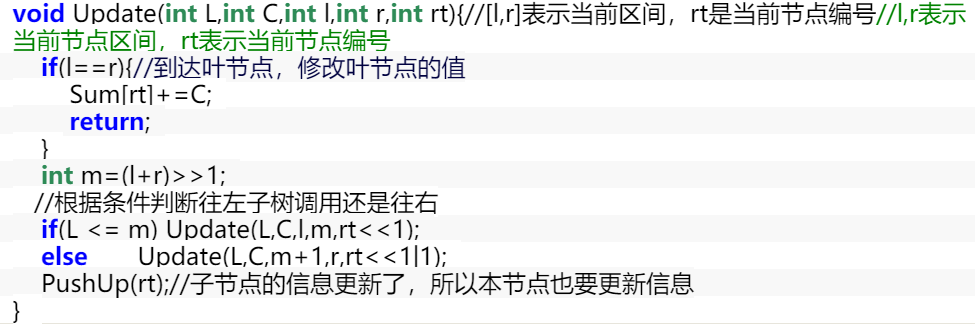 void Update(int L,int C,int l,int r,int rt){//[l,r]表示当前区间，rt是当前节点编号//l,r表示
当前节点区间，rt表示当前节点编号
if(l==r){//到达叶节点，修改叶节点的值
Sum[rt]+=C;
return;
}
int m=(l+r)>>1;
//根据条件判断往左子树调用还是往右
if(L <= m) Update(L,C,l,m,rt<<1);
else Update(L,C,m+1,r,rt<<1|1);
PushUp(rt);//子节点的信息更新了，所以本节点也要更新信息
}